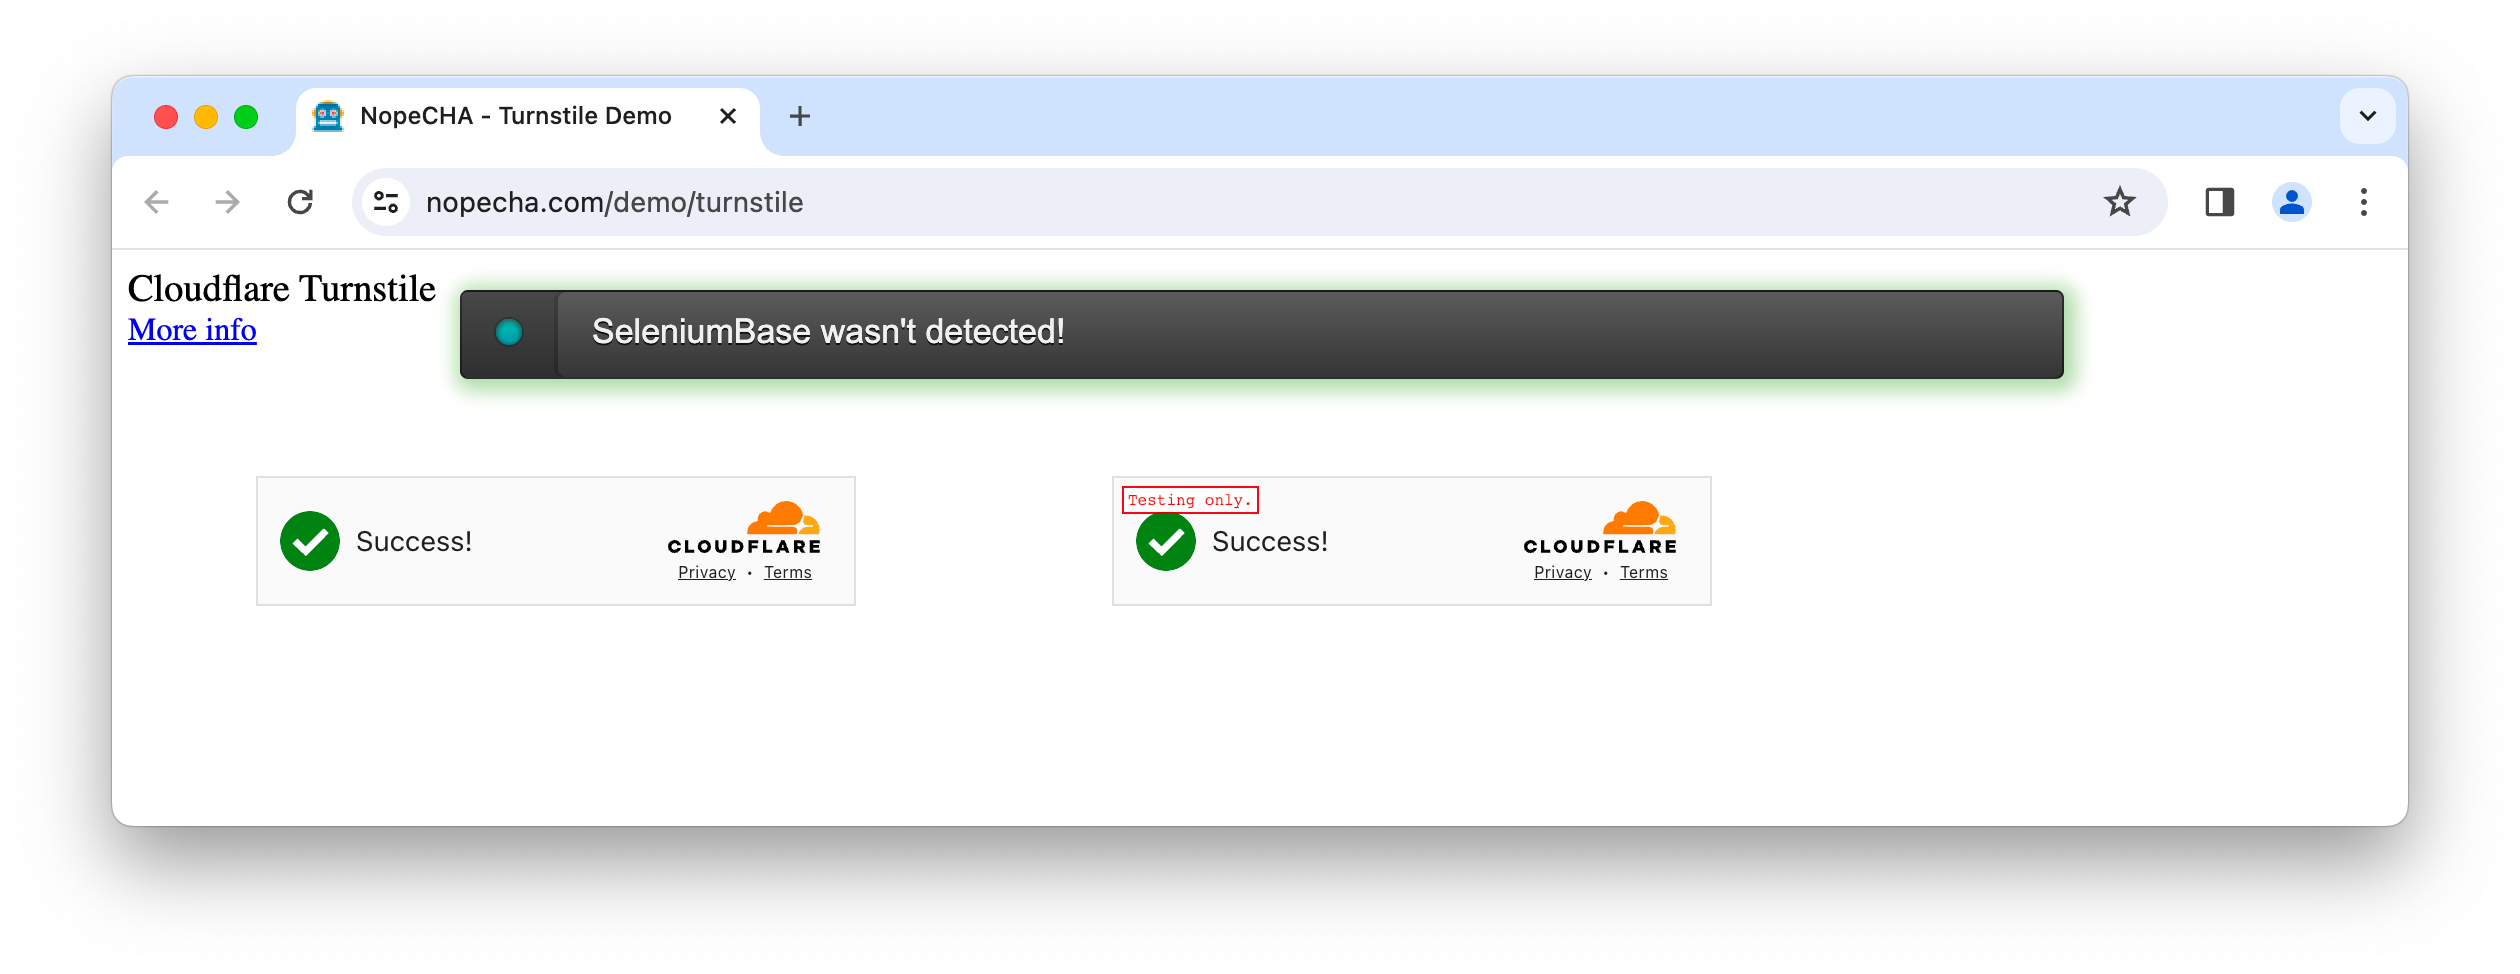 NopeCHA - Turnstile Demo
nopecha.com/demo/turnstile
Cloudflare Turnstile
More info
SeleniumBase wasn't detected!
Success!
CLOUDFLARE
Privacy • Terms
Testing only.
Success!
CLOUDFLARE
Privacy • Terms